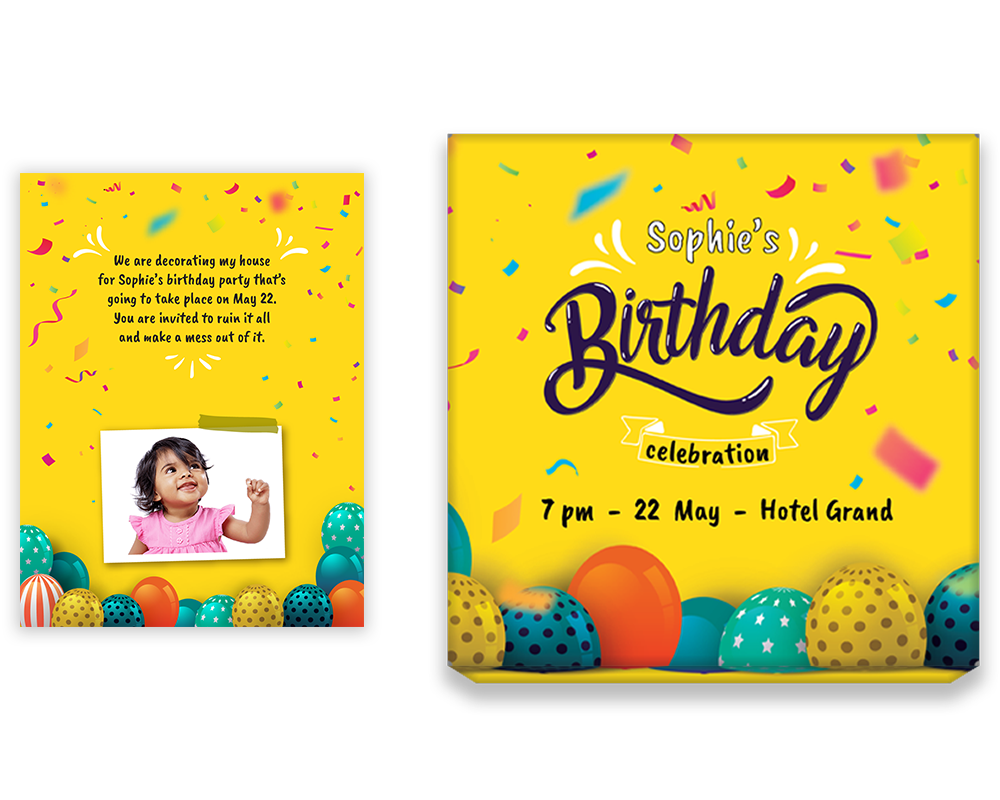 We are decorating my house
for Sophie's birthday party that's
going to take place on May 22.
You are invited to ruin it all
and make a mess out of it.
Sophie's
Birthday
celebration
7 pm - 22 May - Hotel Grand